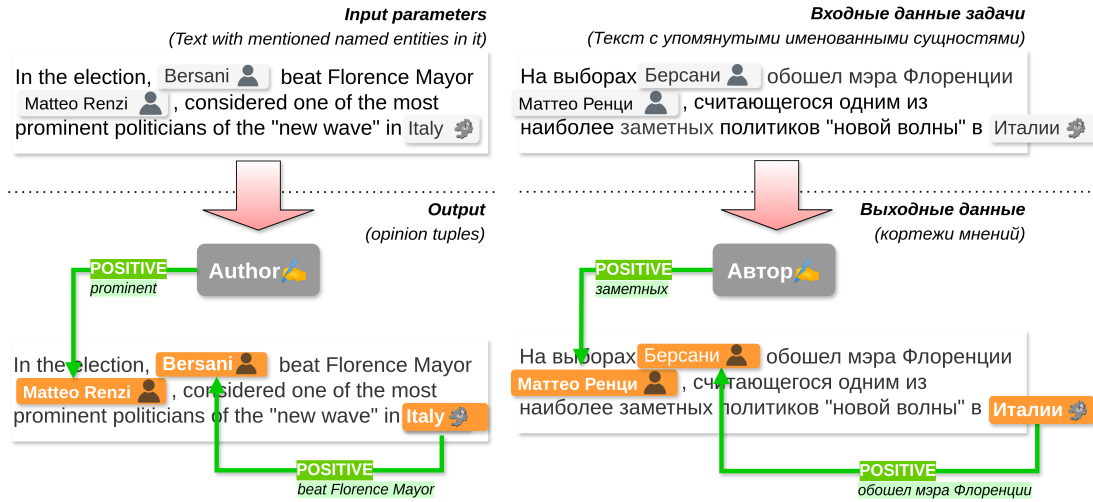 Input parameters
(Text with mentioned named entities in it)
In the election, Bersani beat Florence Mayor
Matteo Renzi , considered one of the most
prominent politicians of the "new wave" in Italy
Output
(opinion tuples)
POSITIVE
Author
prominent
In the election, Bersani beat Florence Mayor
Matteo Renzi , considered one of the most
prominent politicians of the "new wave" in Italy
POSITIVE
beat Florence Mayor
Входные данные задачи
(Текст с упомянутыми именованными сущностями)
На выборах Берсани обошел мэра Флоренции
Маттео Ренци , считающегося одним из
наиболее заметных политиков "новой волны" в Италии
Выходные данные
(кортежи мнений)
POSITIVE
Автор
заметных
На выборах Берсани обошел мэра Флоренции
Маттео Ренци , считающегося одним из
наиболее заметных политиков "новой волны" в Италии
POSITIVE
обошел мэра Флоренции